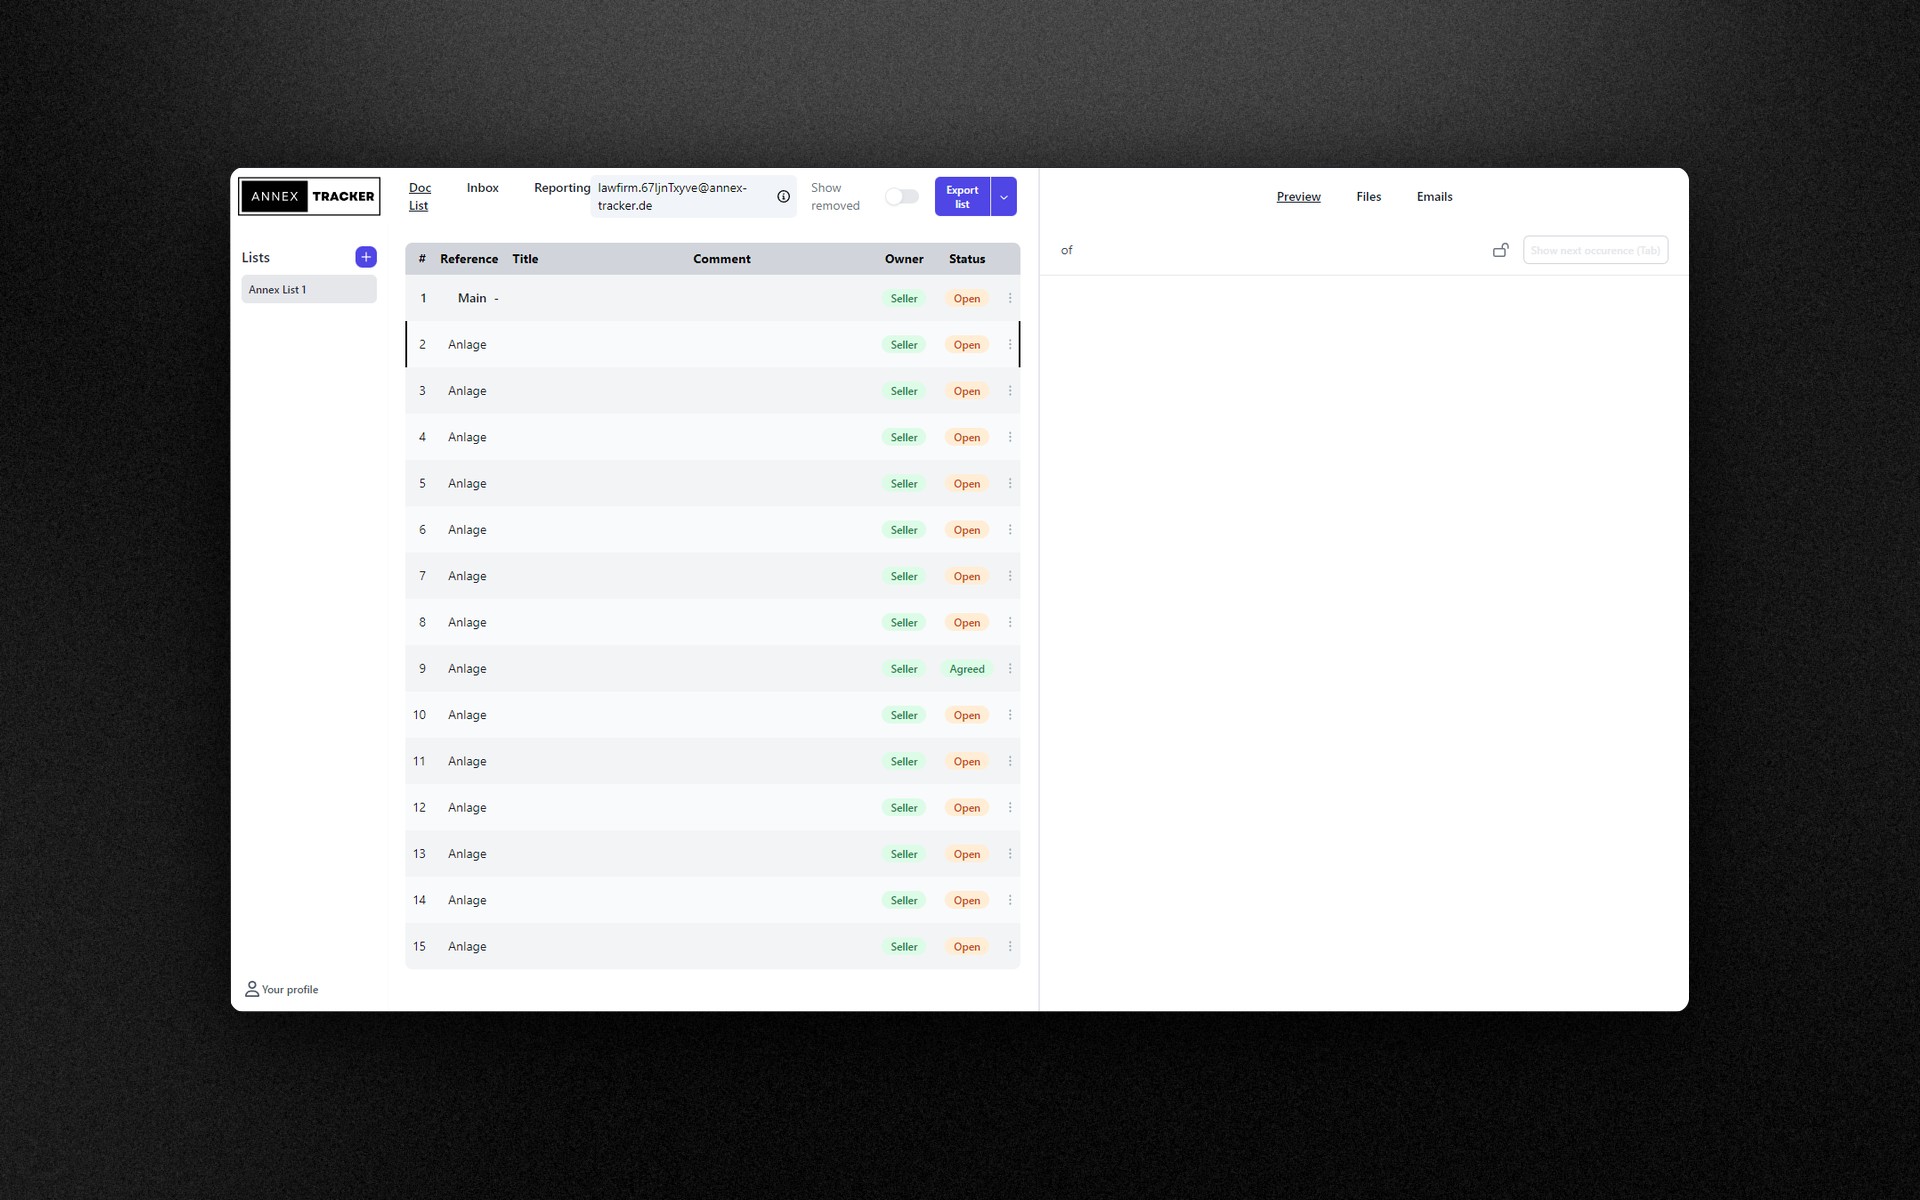 ANNEX TRACKER
Doc List
Inbox
Reporting
lawfirm.67ljnTxyve@annex-
tracker.de
Show
removed
Export
list
Preview
Files
Emails
Lists
Annex List 1
of
Show next occurence (Tab)
# Reference Title Comment Owner Status
1 Main - Seller Open
2 Anlage Seller Open
3 Anlage Seller Open
4 Anlage Seller Open
5 Anlage Seller Open
6 Anlage Seller Open
7 Anlage Seller Open
8 Anlage Seller Open
9 Anlage Seller Agreed
10 Anlage Seller Open
11 Anlage Seller Open
12 Anlage Seller Open
13 Anlage Seller Open
14 Anlage Seller Open
15 Anlage Seller Open
Your profile